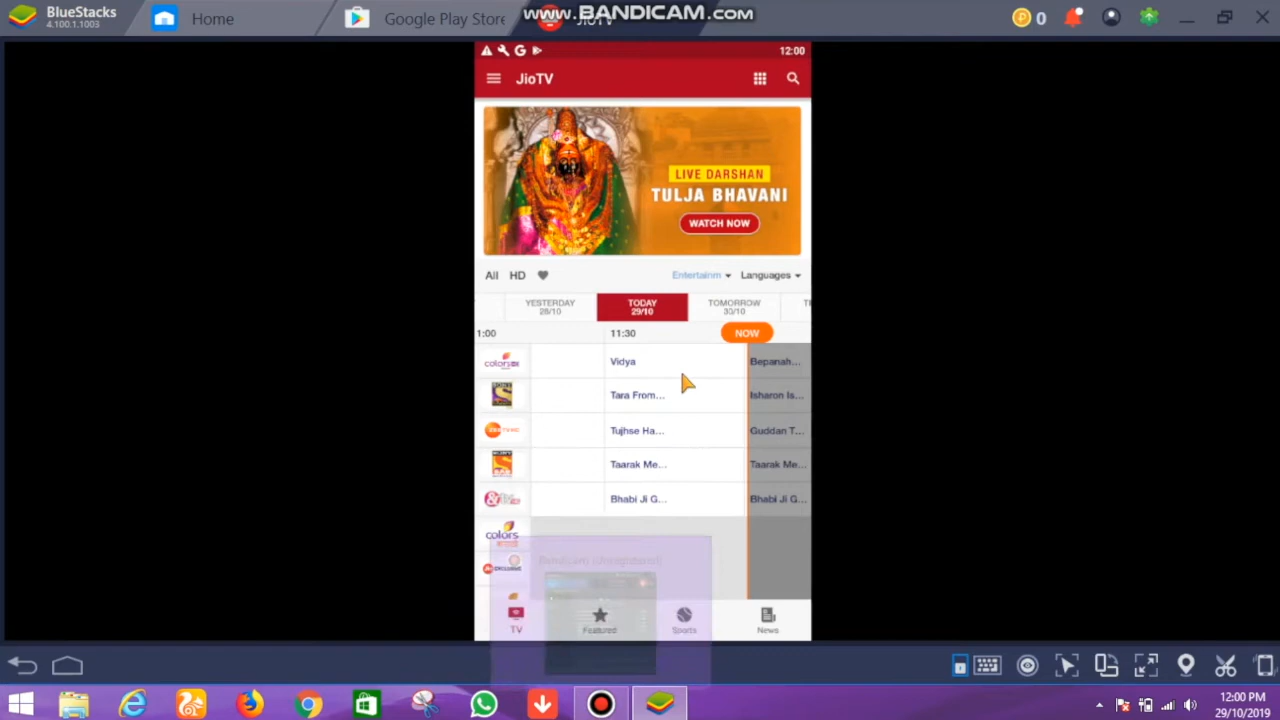 BlueStacks
4.100.1.1003
Home
Google Play Store
JioTV
www.BANDICAM.com
0
12:00
JioTV
LIVE DARSHAN
TULJA BHAVANI
WATCH NOW
All
HD
Entertainm
Languages
YESTERDAY
28/10
TODAY
29/10
TOMORROW
30/10
1:00
11:30
NOW
colors
Vidya
Bepanah...
Tara From...
Isharon Is...
Tujhse Ha...
Guddan T...
Taarak Me...
Taarak Me...
Bhabi Ji G...
Bhabi Ji G...
colors
TV
Featured
Sports
News
12:00 PM
29/10/2019